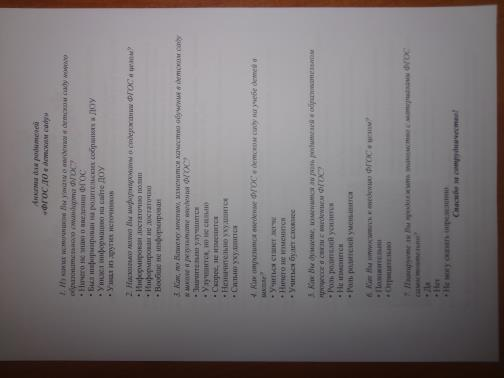 Анкета для родителей
«ФГОС ДО в детском саду»
1. Из каких источников Вы узнали о введении в детском саду нового
образовательного стандарта ФГОС?
• Ничего не знаю о введении ФГОС
• Был информирован на родительских собраниях в ДОУ
• Увидел информацию на сайте ДОУ
• Узнал из других источников
2. Насколько полно Вы информированы о содержании ФГОС в целом?
• Информирован достаточно полно
• Информирован не достаточно
• Вообще не информирован
3. Как, по Вашему мнению, изменится качество обучения в детском саду
и школе в результате введения ФГОС?
• Значительно улучшится
• Улучшится, но не сильно
• Скорее, не изменится
• Незначительно ухудшится
• Сильно ухудшится
4. Как отразится введение ФГОС в детском саду на учебе детей в
школе?
• Учиться станет легче
• Ничего не изменится
• Учиться будет сложнее
5. Как Вы думаете, изменится ли роль родителей в образовательном
процессе в связи с введением ФГОС?
• Роль родителей усилится
• Не изменится
• Роль родителей уменьшится
6. Как Вы относитесь к введению ФГОС в целом?
• Положительно
• Отрицательно
7. Планируете ли Вы продолжить знакомство с материалами ФГОС
самостоятельно?
• Да
• Нет
• Не могу сказать определенно
Спасибо за сотрудничество!